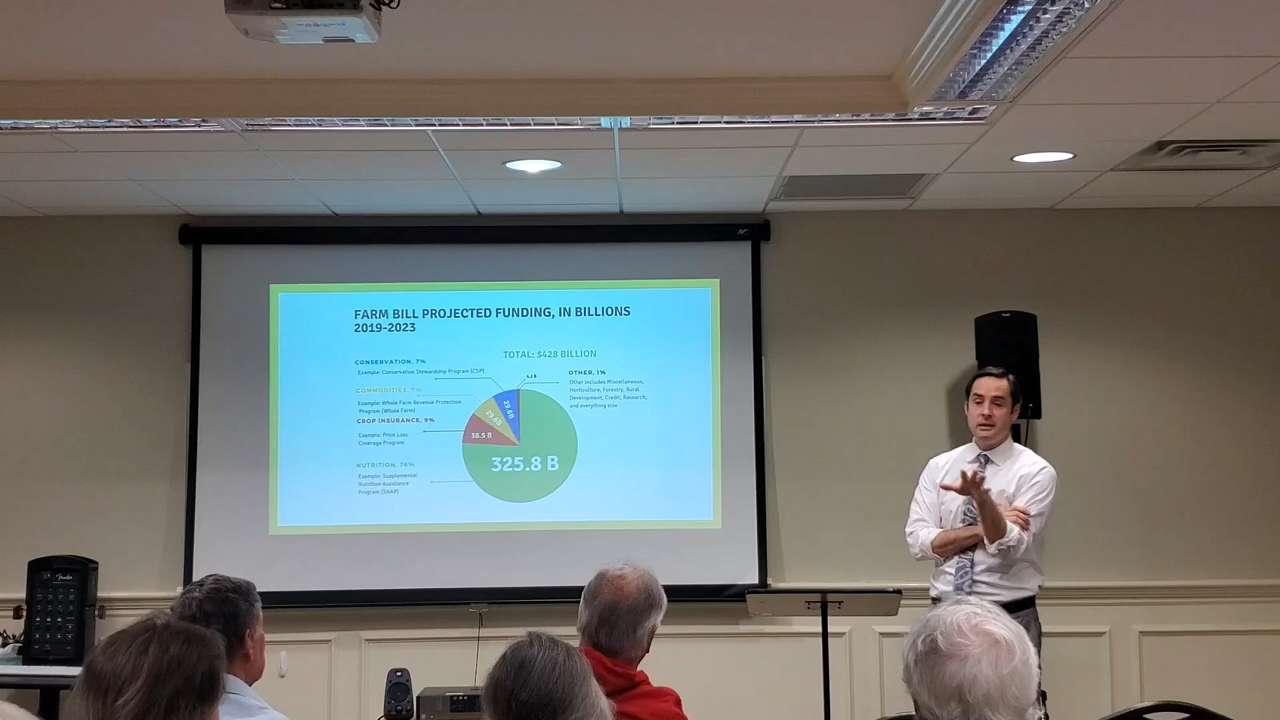 FARM BILL PROJECTED FUNDING, IN BILLIONS
2019-2023
TOTAL: $428 BILLION
CONSERVATION, 7%
Example: Conservation Stewardship Program (CSP)
COMMODITIES, 7%
Example: Whole Farm Revenue Protection
Program (Whole Farm)
CROP INSURANCE, 9%
Example: Price Loss
Coverage Program
NUTRITION, 76%
Example: Supplemental
Nutrition Assistance
Program (SNAP)
OTHER, 1%
Other includes Miscellaneous,
Horticulture, Forestry, Rural
Development, Credit, Research,
and everything else
38.5 B
325.8 B
Fender